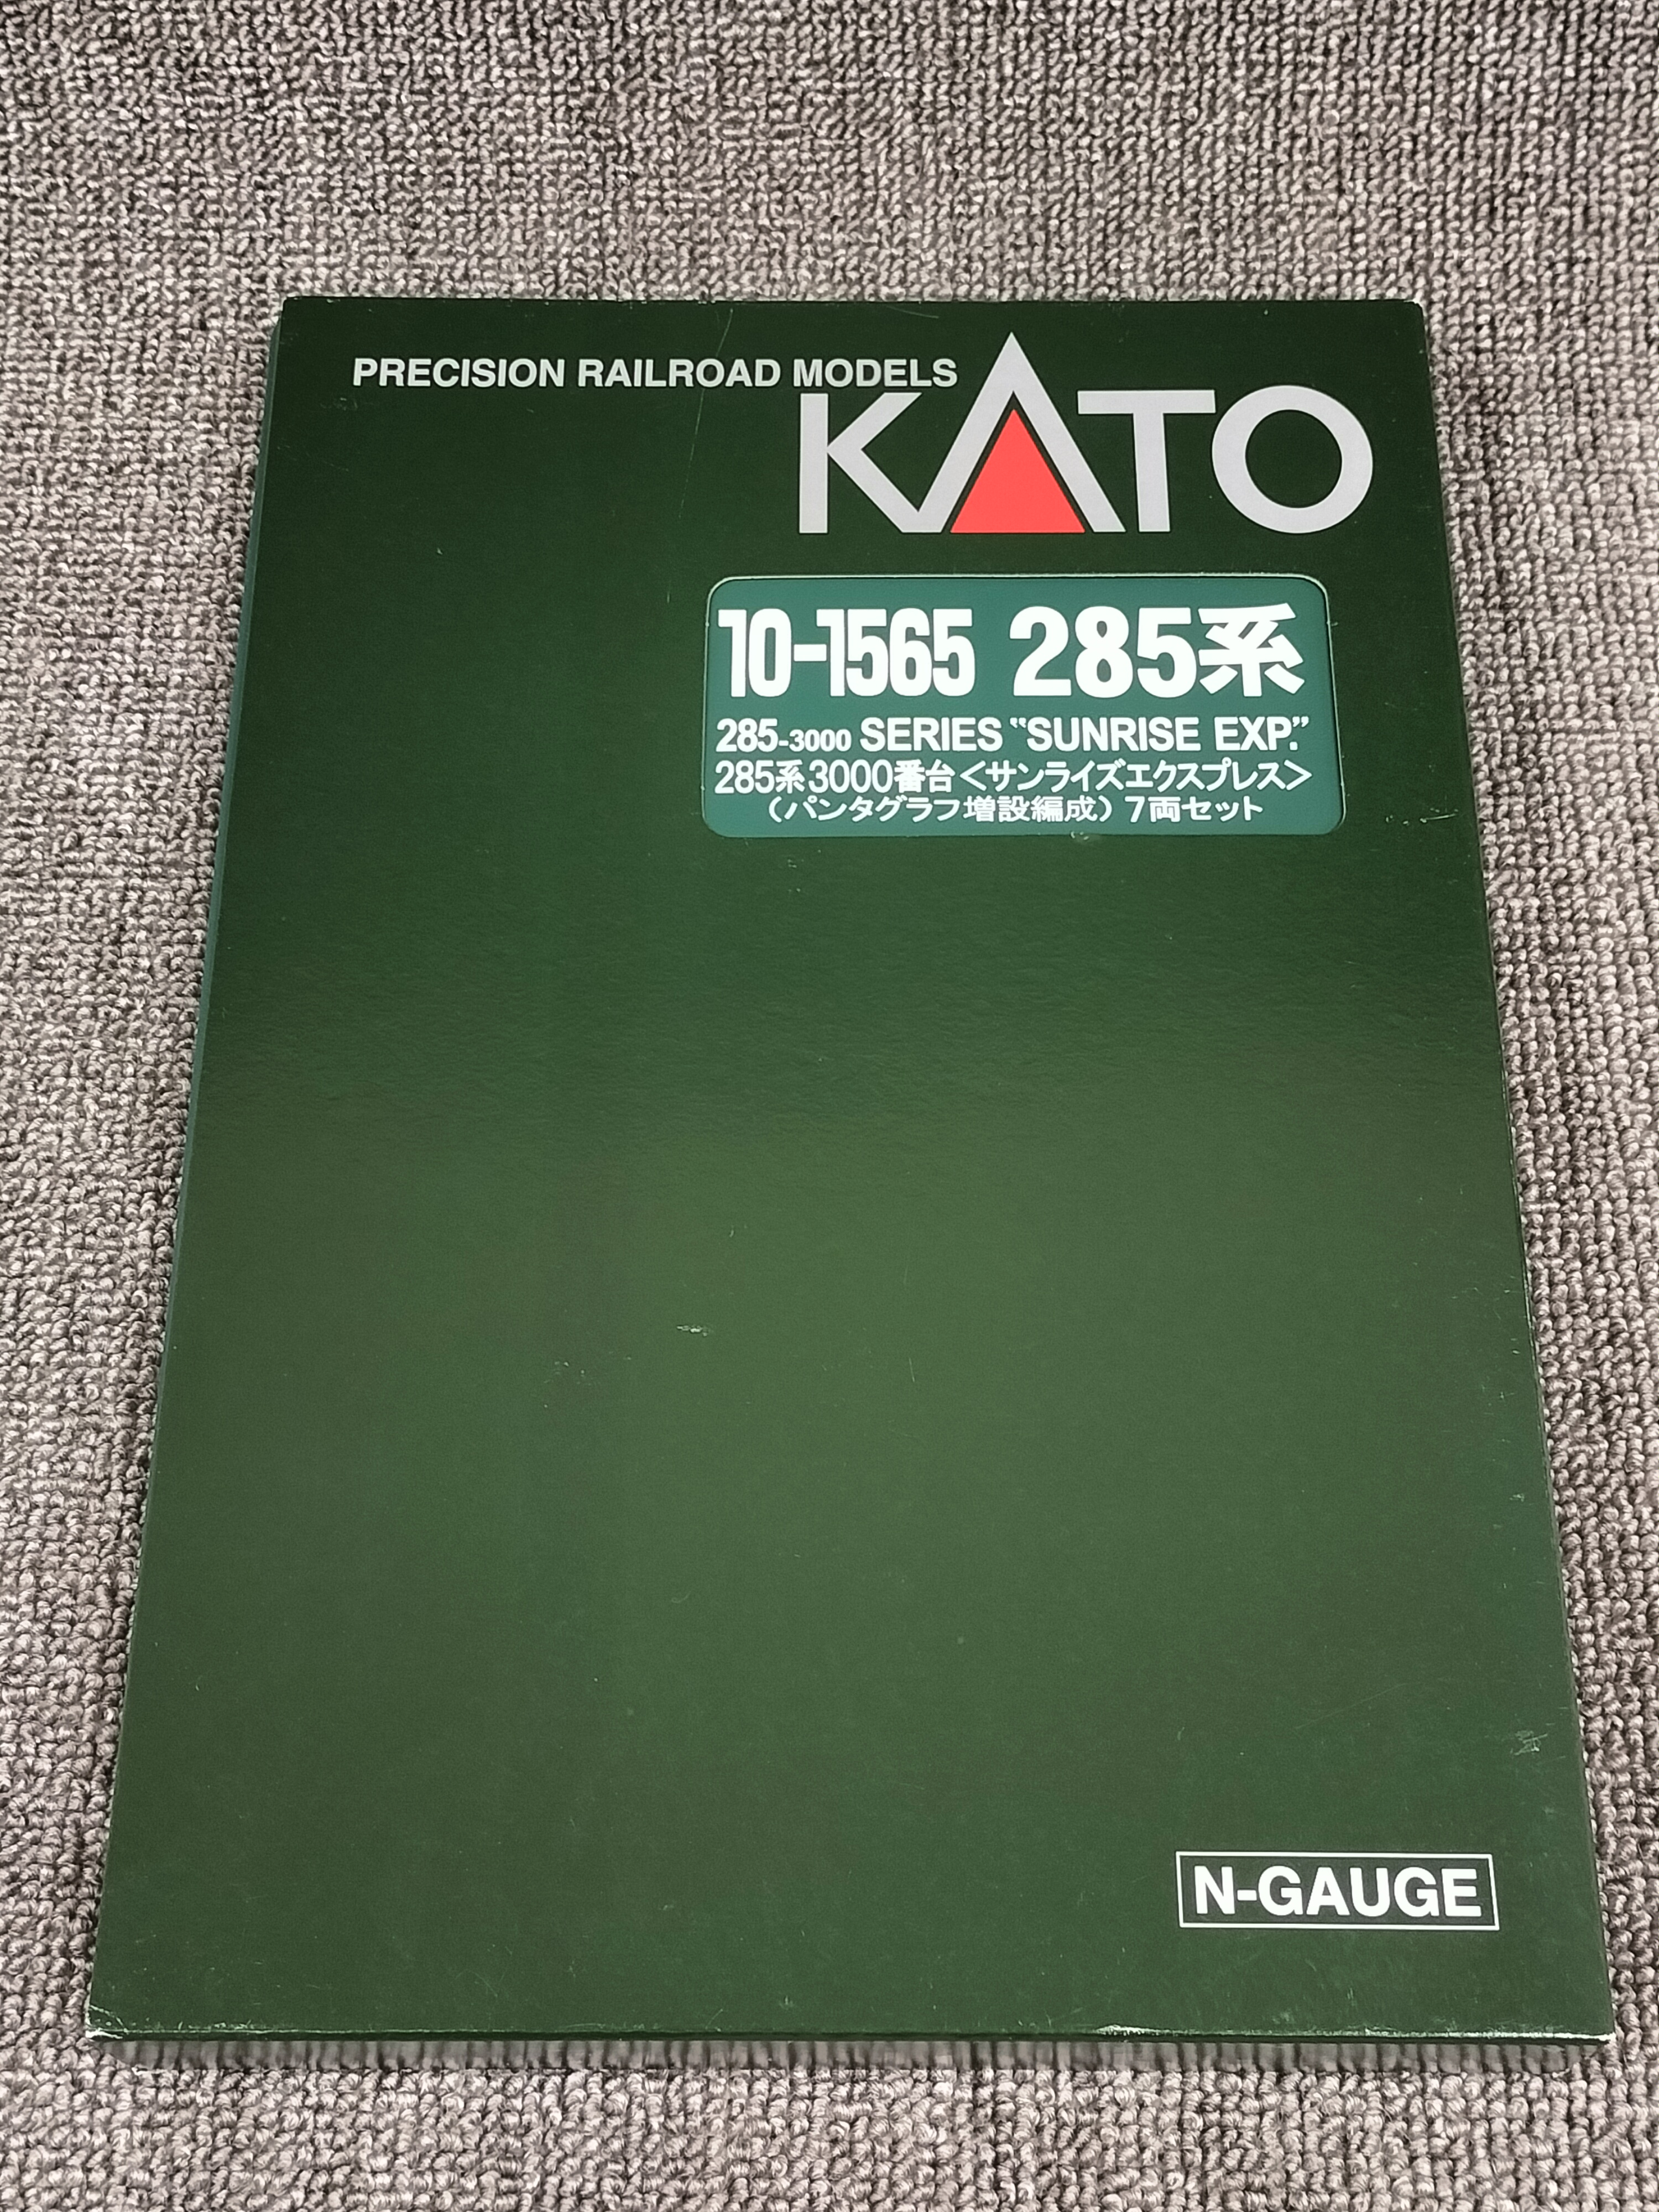 PRECISION RAILROAD MODELS
KATO
10-1565 285系
285-3000 SERIES "SUNRISE EXP."
285系3000番台<サンライズエクスプレス>
(パンタグラフ増設編成) 7両セット
N-GAUGE